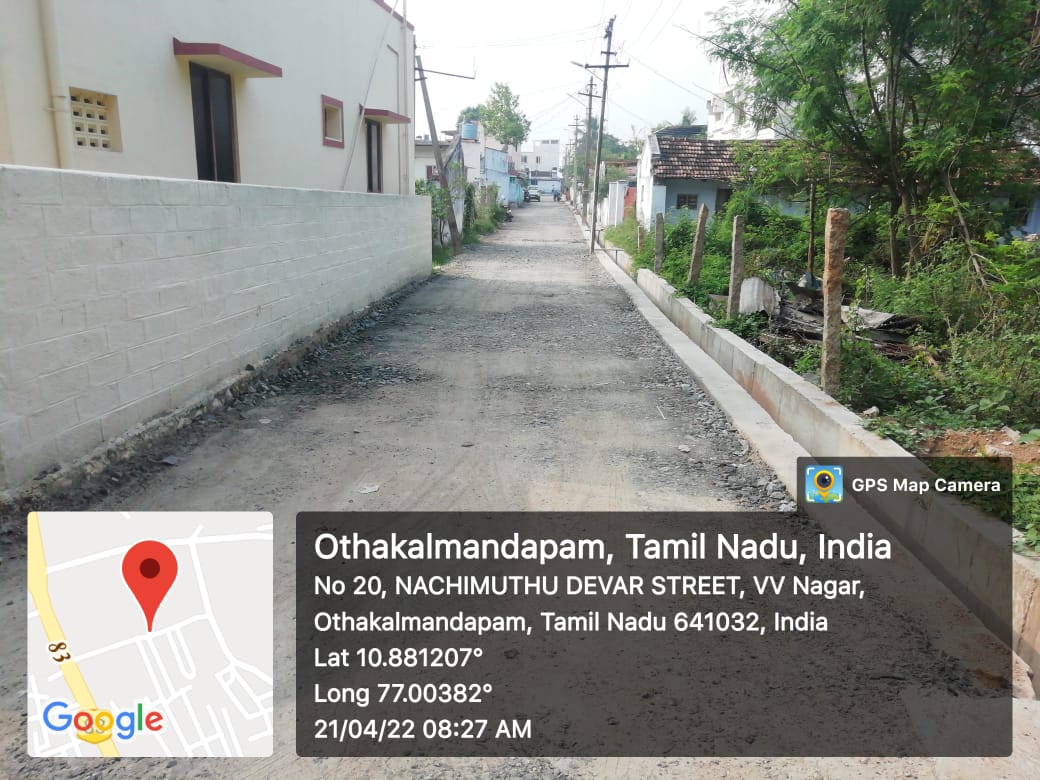 GPS Map Camera
Othakalmandapam, Tamil Nadu, India
No 20, NACHIMUTHU DEVAR STREET, VV Nagar,
Othakalmandapam, Tamil Nadu 641032, India
Lat 10.881207°
Long 77.00382°
21/04/22 08:27 AM
83
Google